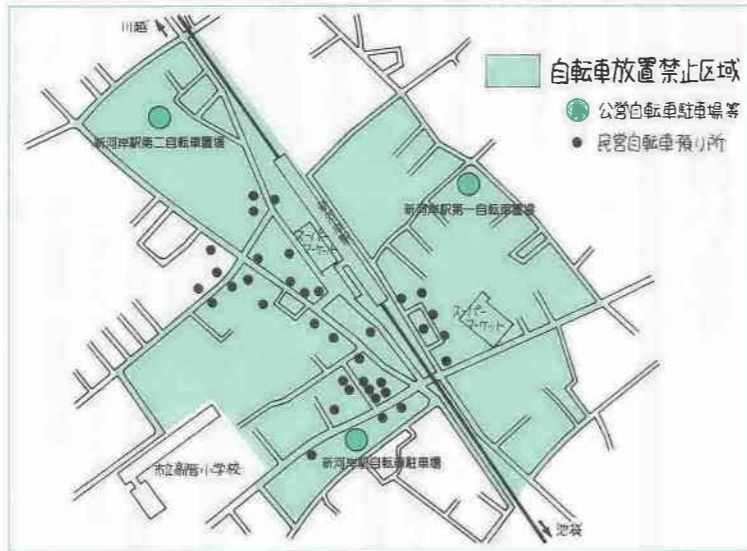 川越
自転車放置禁止区域
公営自転車駐車場等
民営自転車預り所
新河岸駅第二自転車置場
新河岸駅第一自転車置場
スーパー
マーケット
スーパー
マーケット
新河岸駅自転車駐車場
市立高階小学校
池袋